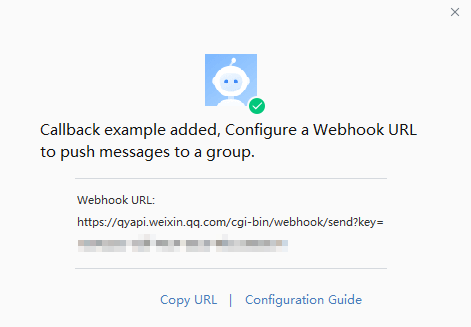 Callback example added, Configure a Webhook URL
to push messages to a group.
Webhook URL:
https://qyapi.weixin.qq.com/cgi-bin/webhook/send?key=
Copy URL | Configuration Guide